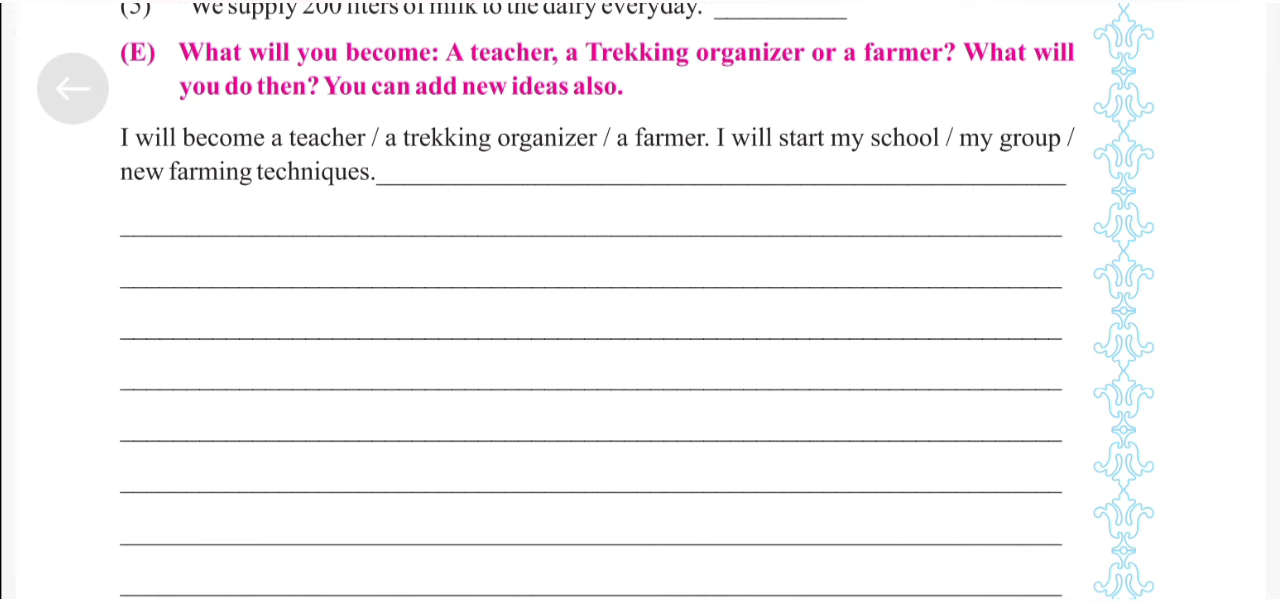 (3) We supply 200 liters of milk to the dairy everyday. ____________
(E) What will you become: A teacher, a Trekking organizer or a farmer? What will
you do then? You can add new ideas also.
I will become a teacher / a trekking organizer / a farmer. I will start my school / my group /
new farming techniques.